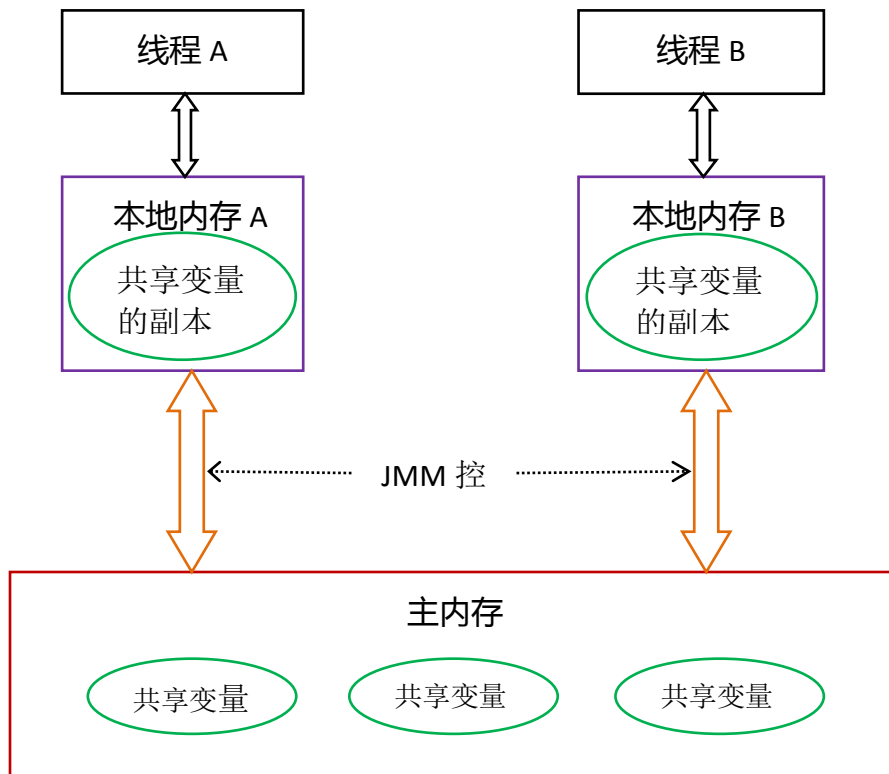 线程 A
线程 B
本地内存 A
本地内存 B
共享变量
的副本
共享变量
的副本
JMM 控
主内存
共享变量
共享变量
共享变量